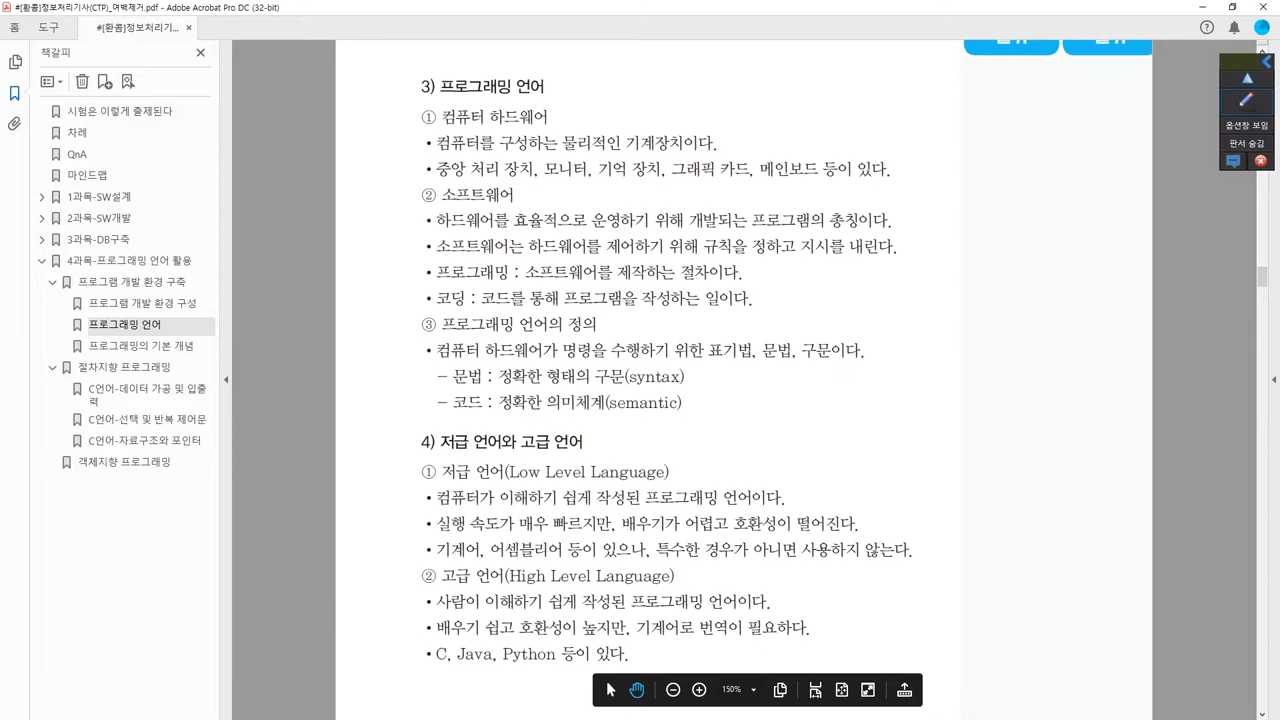 #[환콤]정보처리기사(CTP)_여백제거.pdf - Adobe Acrobat Pro DC (32-bit)
홈
도구
#[환콤]정보처리기...
책갈피
시험은 이렇게 출제된다
차례
QnA
마인드맵
1과목-SW설계
2과목-SW개발
3과목-DB구축
4과목-프로그래밍 언어 활용
프로그램 개발 환경 구축
프로그램 개발 환경 구성
프로그래밍 언어
프로그래밍의 기본 개념
절차지향 프로그래밍
C언어-데이터 가공 및 입출
력
C언어-선택 및 반복 제어문
C언어-자료구조와 포인터
객체지향 프로그래밍
3) 프로그래밍 언어
① 컴퓨터 하드웨어
• 컴퓨터를 구성하는 물리적인 기계장치이다.
• 중앙 처리 장치, 모니터, 기억 장치, 그래픽 카드, 메인보드 등이 있다.
② 소프트웨어
• 하드웨어를 효율적으로 운영하기 위해 개발되는 프로그램의 총칭이다.
• 소프트웨어는 하드웨어를 제어하기 위해 규칙을 정하고 지시를 내린다.
• 프로그래밍 : 소프트웨어를 제작하는 절차이다.
• 코딩 : 코드를 통해 프로그램을 작성하는 일이다.
③ 프로그래밍 언어의 정의
• 컴퓨터 하드웨어가 명령을 수행하기 위한 표기법, 문법, 구문이다.
– 문법 : 정확한 형태의 구문(syntax)
– 코드 : 정확한 의미체계(semantic)
4) 저급 언어와 고급 언어
① 저급 언어(Low Level Language)
• 컴퓨터가 이해하기 쉽게 작성된 프로그래밍 언어이다.
• 실행 속도가 매우 빠르지만, 배우기가 어렵고 호환성이 떨어진다.
• 기계어, 어셈블리어 등이 있으나, 특수한 경우가 아니면 사용하지 않는다.
② 고급 언어(High Level Language)
• 사람이 이해하기 쉽게 작성된 프로그래밍 언어이다.
• 배우기 쉽고 호환성이 높지만, 기계어로 번역이 필요하다.
• C, Java, Python 등이 있다.
150%
옵션창 보임
판서 숨김